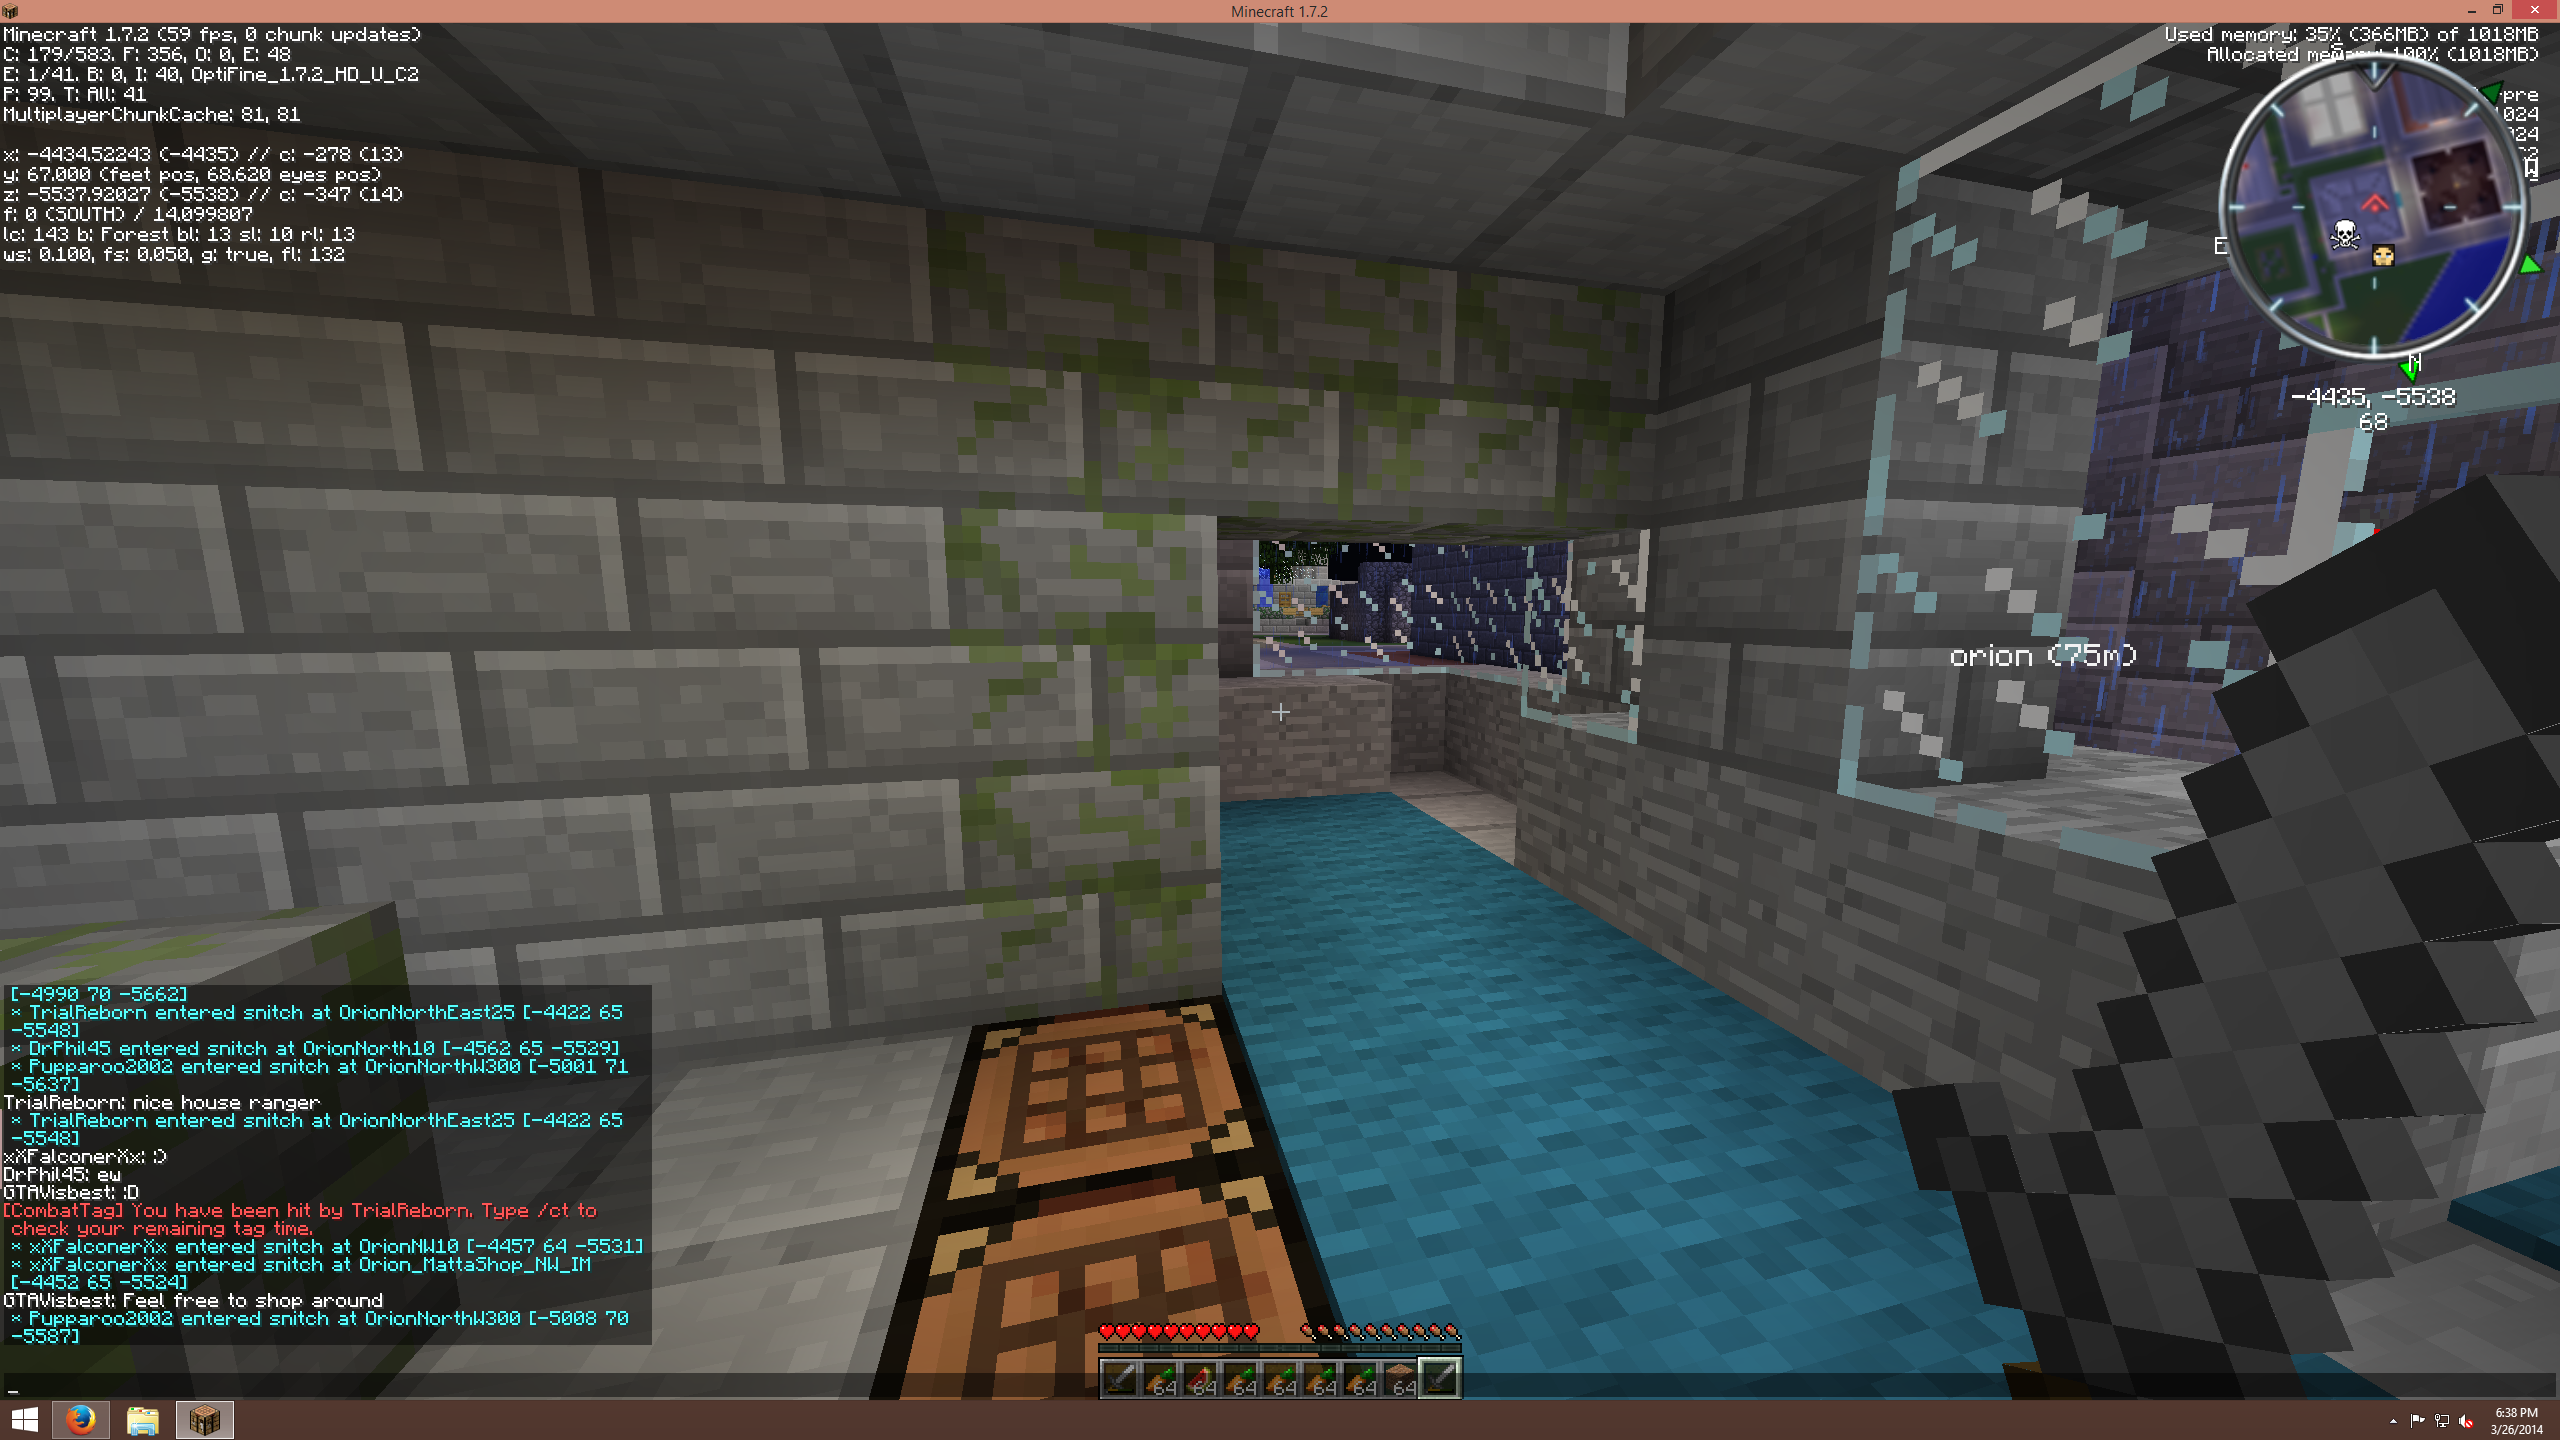 Minecraft 1.7.2
Minecraft 1.7.2 (59 fps, 0 chunk updates)
C: 179/583. F: 356, O: 0, E: 48
E: 1/41. B: 0, I: 40, OptiFine_1.7.2_HD_U_C2
P: 99. T: All: 41
MultiplayerChunkCache: 81, 81
x: -4434.52243 (-4435) // c: -278 (13)
y: 67.000 (feet pos, 68.620 eyes pos)
z: -5537.92027 (-5538) // c: -347 (14)
f: 0 (SOUTH) / 14.099807
lc: 143 b: Forest bl: 13 sl: 10 rl: 13
ws: 0.100, fs: 0.050, g: true, fl: 132
Used memory: 35% (366MB) of 1018MB
Allocated memory: 100% (1018MB)
rpre
024
024
W
E
N
-4435, -5538
68
orion (75m)
[-4990 70 -5662]
* TrialReborn entered snitch at OrionNorthEast25 [-4422 65
-5548]
* DrPhil45 entered snitch at OrionNorth10 [-4562 65 -5529]
* Pupparoo2002 entered snitch at OrionNorthW300 [-5001 71
-5637]
TrialReborn: nice house ranger
* TrialReborn entered snitch at OrionNorthEast25 [-4422 65
-5548]
xXFalconerXx: :)
DrPhil45: ew
GTAVisbest: :D
[CombatTag] You have been hit by TrialReborn. Type /ct to
check your remaining tag time.
* xXFalconerXx entered snitch at OrionNW10 [-4457 64 -5531]
* xXFalconerXx entered snitch at Orion_MattaShop_NW_IM
[-4452 65 -5524]
GTAVisbest: Feel free to shop around
* Pupparoo2002 entered snitch at OrionNorthW300 [-5008 70
-5587]
_
64 64 64 64 64 64 64
6:38 PM
3/26/2014